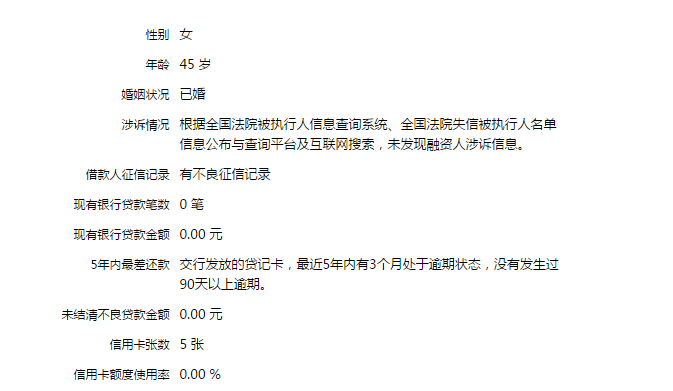 性别 女
年龄 45 岁
婚姻状况 已婚
涉诉情况 根据全国法院被执行人信息查询系统、全国法院失信被执行人名单
信息公布与查询平台及互联网搜索，未发现融资人涉诉信息。
借款人征信记录 有不良征信记录
现有银行贷款笔数 0 笔
现有银行贷款金额 0.00 元
5年内最差还款 交行发放的贷记卡，最近5年内有3个月处于逾期状态，没有发生过
90天以上逾期。
未结清不良贷款金额 0.00 元
信用卡张数 5 张
信用卡额度使用率 0.00 %